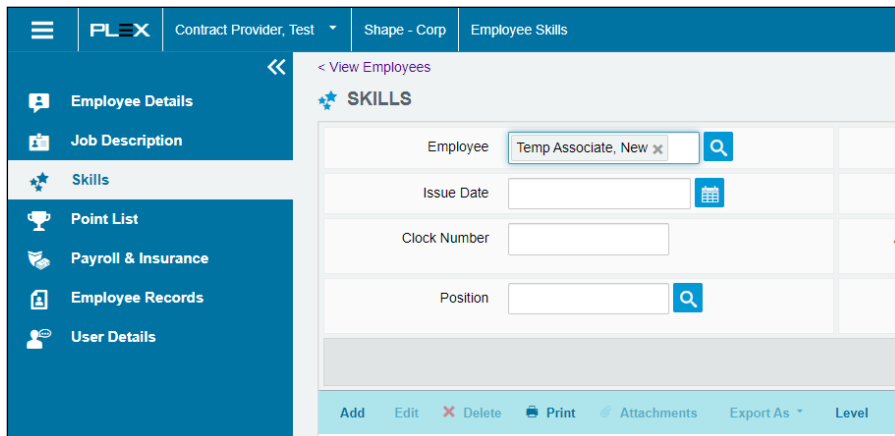 PLEX Contract Provider, Test Shape - Corp Employee Skills
< View Employees
Employee Details
Job Description
Skills
Point List
Payroll & Insurance
Employee Records
User Details
SKILLS
Employee Temp Associate, New ×
Issue Date
Clock Number
Position
Add Edit Delete Print Attachments Export As Level